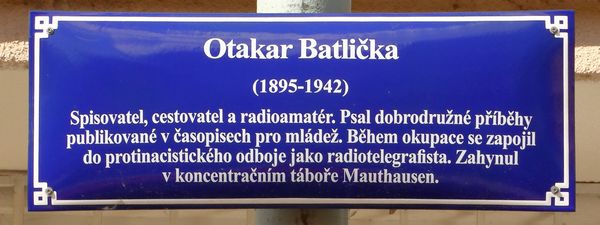 Otakar Batlička
(1895-1942)
Spisovatel, cestovatel a radioamatér. Psal dobrodružné příběhy
publikované v časopisech pro mládež. Během okupace se zapojil
do protinacistického odboje jako radiotelegrafista. Zahynul
v koncentračním táboře Mauthausen.